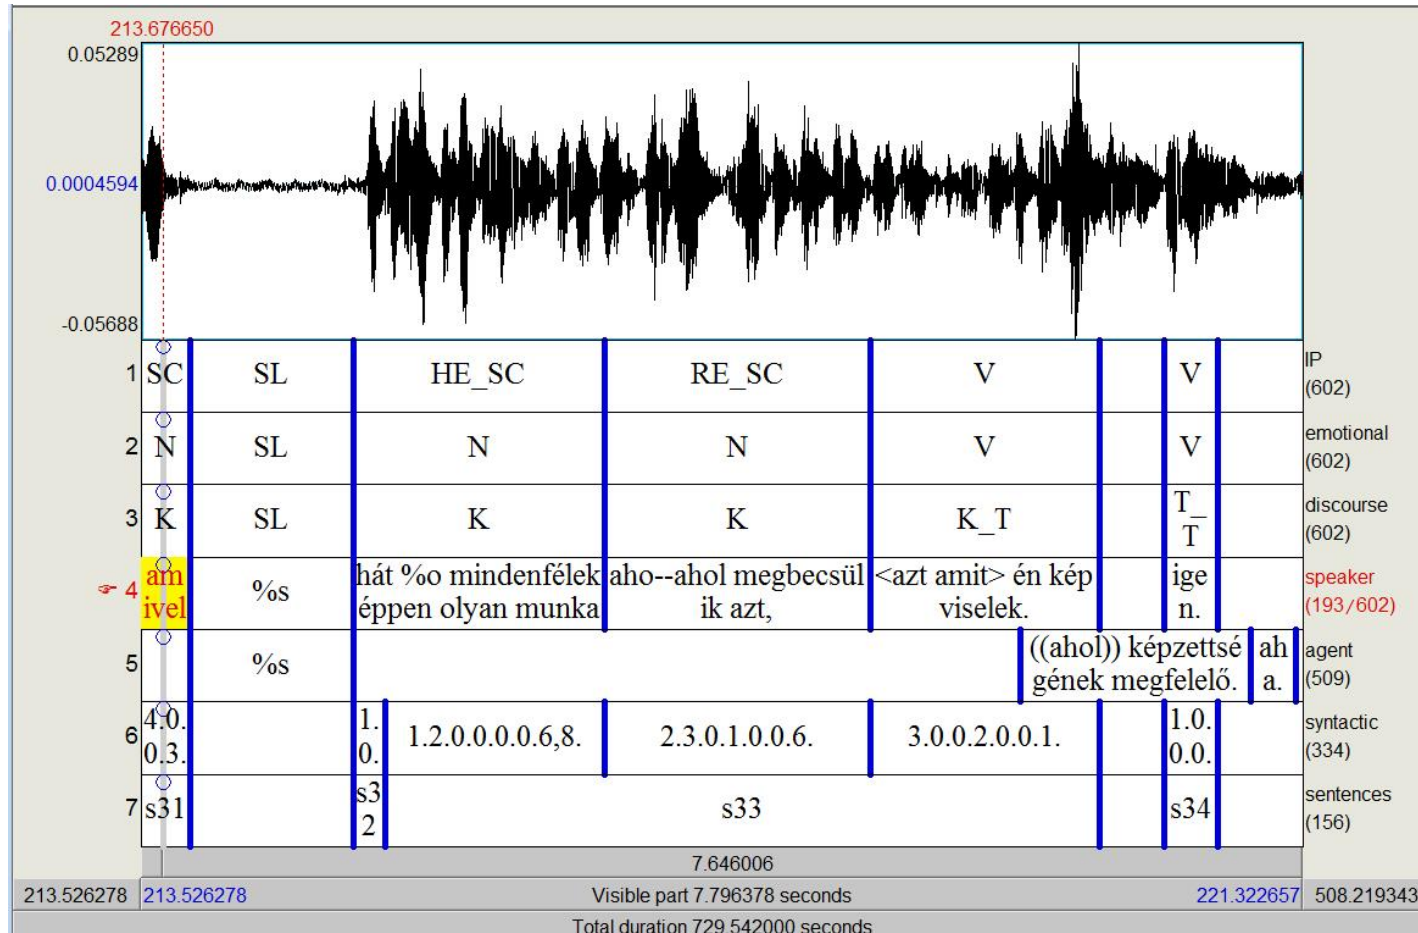 213.676650
0.05289
0.0004594
-0.05688
1 SC SL HE_SC RE_SC V V IP
(602)
2 N SL N N V V emotional
(602)
3 K SL K K K_T T_ discourse
T (602)
☞ 4 am %s hát %o mindenfélek aho--ahol megbecsül <azt amit> én kép ige speaker
ivel éppen olyan munka ik azt, viselek. n. (193/602)
5 %s ((ahol)) képzettsé ah agent
gének megfelelő. a. (509)
6 4.0. 1. 1.2.0.0.0.0.6,8. 2.3.0.1.0.0.6. 3.0.0.2.0.0.1. 1.0. syntactic
0.3. 0. 0.0. (334)
7 s31 s3 s33 s34 sentences
2 (156)
7.646006
213.526278 213.526278 Visible part 7.796378 seconds 221.322657 508.219343
Total duration 729.542000 seconds